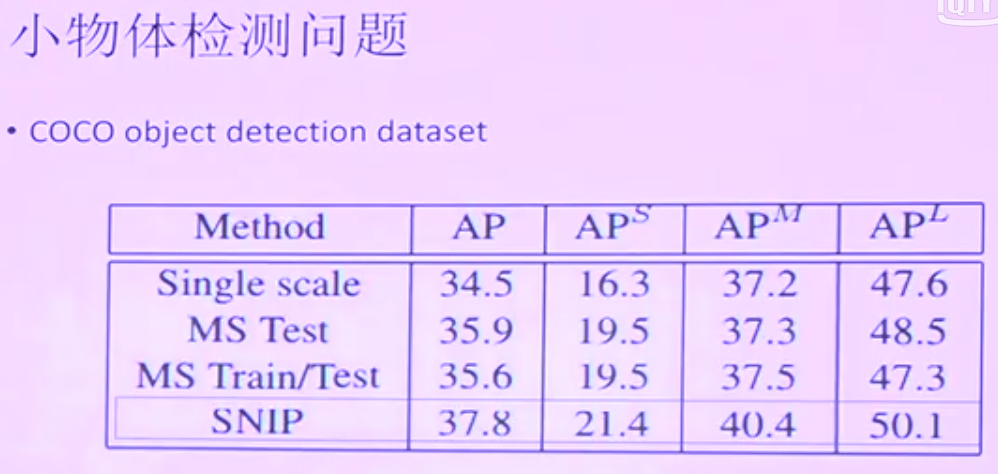 小物体检测问题
• COCO object detection dataset
Method AP AP^S AP^M AP^L
Single scale 34.5 16.3 37.2 47.6
MS Test 35.9 19.5 37.3 48.5
MS Train/Test 35.6 19.5 37.5 47.3
SNIP 37.8 21.4 40.4 50.1